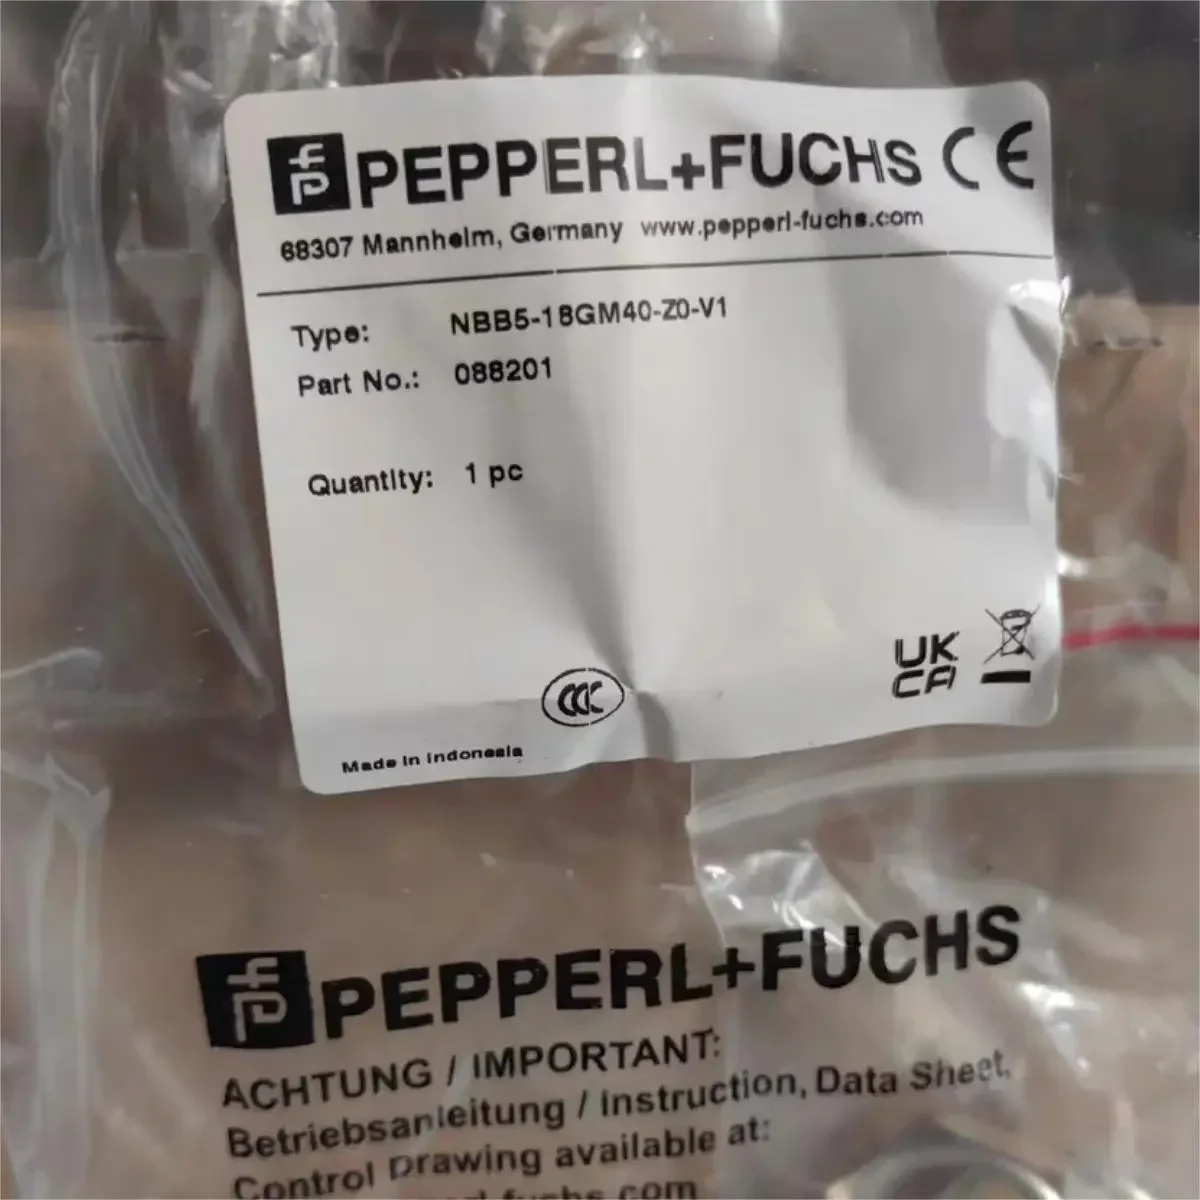 PEPPERL+FUCHS CE
68307 Mannheim, Germany www.pepperl-fuchs.com
Type: NBB5-18GM40-Z0-V1
Part No.: 088201
Quantity: 1 pc
CCC
UK
CA
Made in Indonesia
PEPPERL+FUCHS
ACHTUNG / IMPORTANT:
Betriebsanleitung / Instruction, Data Sheet,
Control Drawing available at: